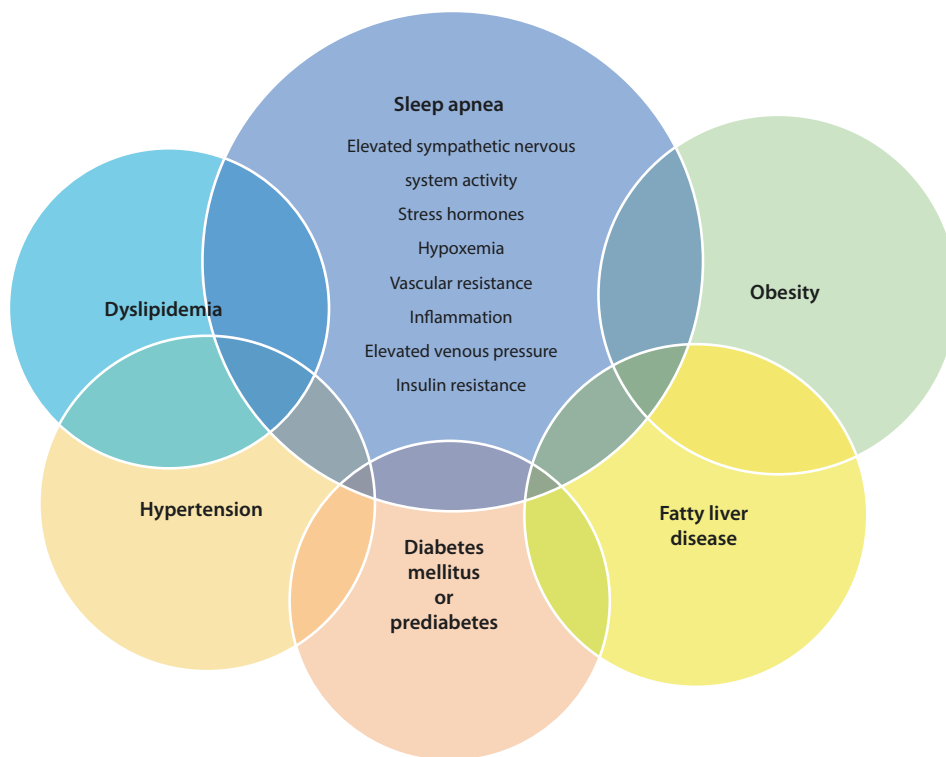 Sleep apnea
Elevated sympathetic nervous
system activity
Stress hormones
Hypoxemia
Vascular resistance
Inflammation
Elevated venous pressure
Insulin resistance
Dyslipidemia
Obesity
Hypertension
Fatty liver
disease
Diabetes
mellitus
or
prediabetes